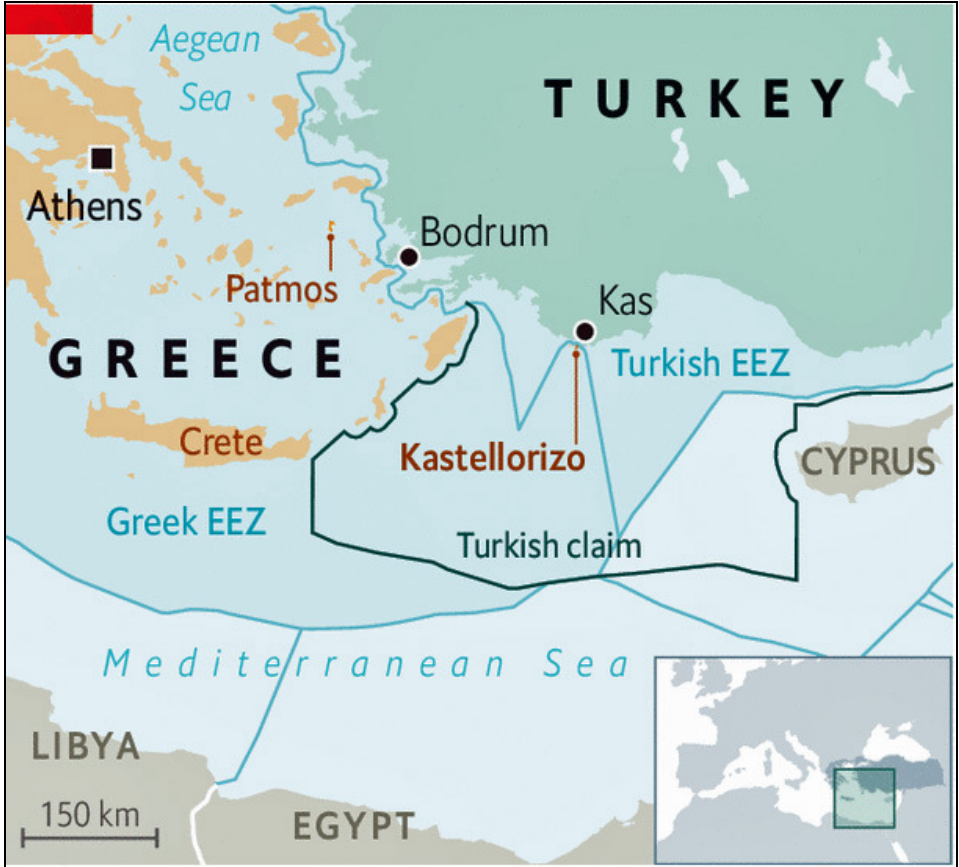 Aegean
Sea
TURKEY
Athens
Bodrum
Patmos
Kas
GREECE
Turkish EEZ
Crete
Kastellorizo
CYPRUS
Greek EEZ
Turkish claim
Mediterranean Sea
LIBYA
150 km
EGYPT